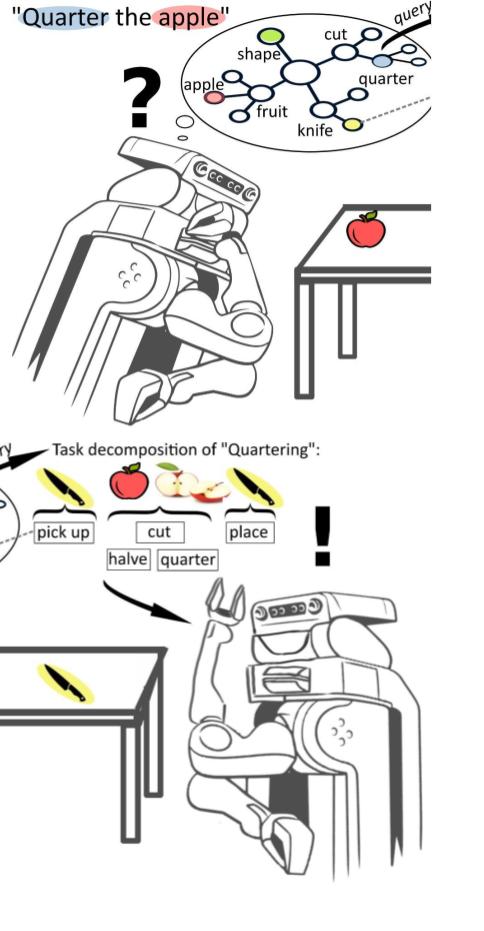 "Quarter the apple"
query
cut
shape
quarter
apple
fruit
knife
?
Task decomposition of "Quartering":
pick up
cut
place
halve
quarter
!